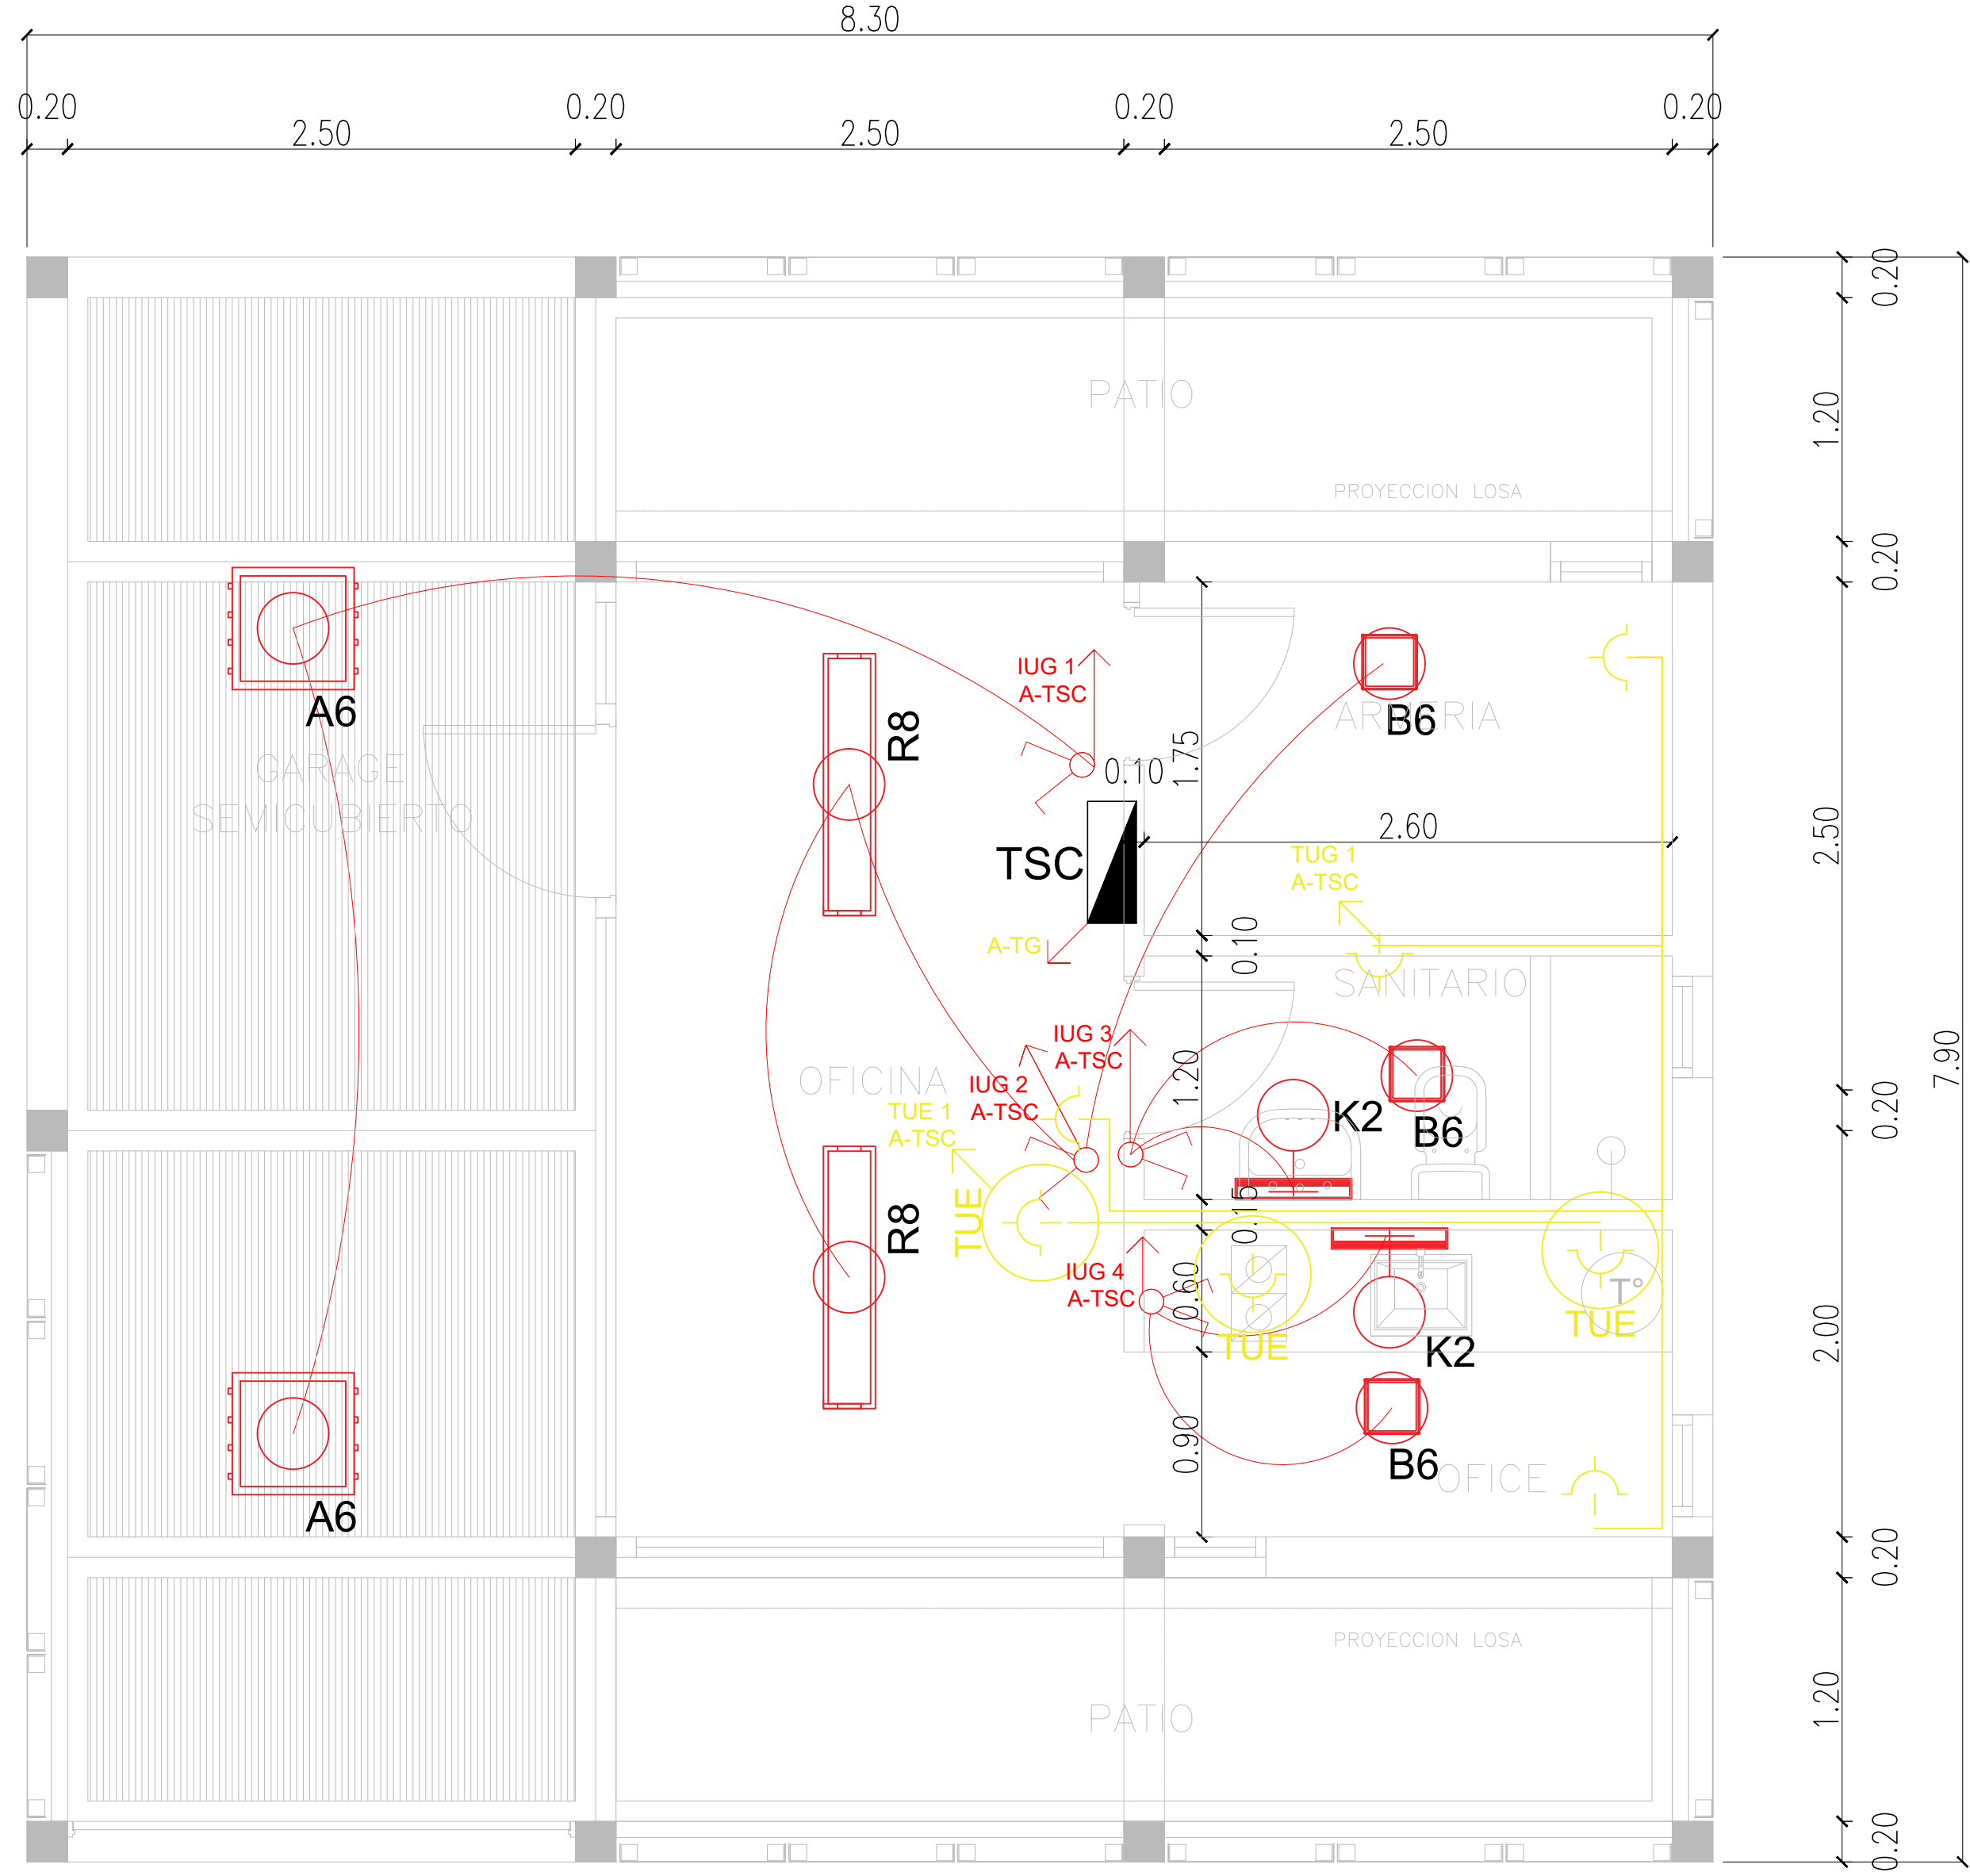 8.30
0.20
0.20
0.20
0.20
2.50
2.50
2.50
0.20
PATIO
1.20
PROYECCION LOSA
0.20
IUG 1
A-TSC
A6
R8
B6
ARMERIA
1.75
0.10
GARAGE
SEMICUBIERTO
2.60
2.50
TSC
TUG 1
A-TSC
A-TG
0.10
SANITARIO
IUG 3
A-TSC
7.90
OFICINA
IUG 2
A-TSC
1.20
K2
B6
0.20
TUE 1
A-TSC
TUE
R8
0.15
IUG 4
A-TSC
0.60
T°
TUE
TUE
K2
2.00
0.90
B6
OFICE
A6
0.20
PROYECCION LOSA
PATIO
1.20
0.20